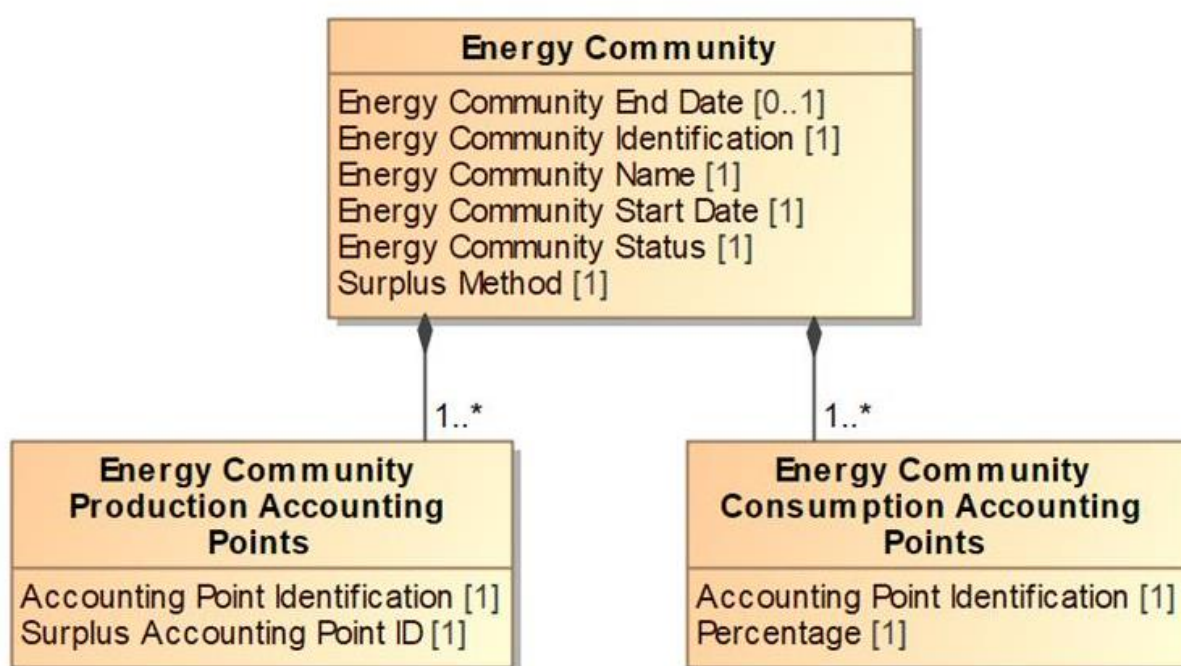 Energy Community
Energy Community End Date [0..1]
Energy Community Identification [1]
Energy Community Name [1]
Energy Community Start Date [1]
Energy Community Status [1]
Surplus Method [1]
1..*
1..*
Energy Community
Production Accounting
Points
Accounting Point Identification [1]
Surplus Accounting Point ID [1]
Energy Community
Consumption Accounting
Points
Accounting Point Identification [1]
Percentage [1]